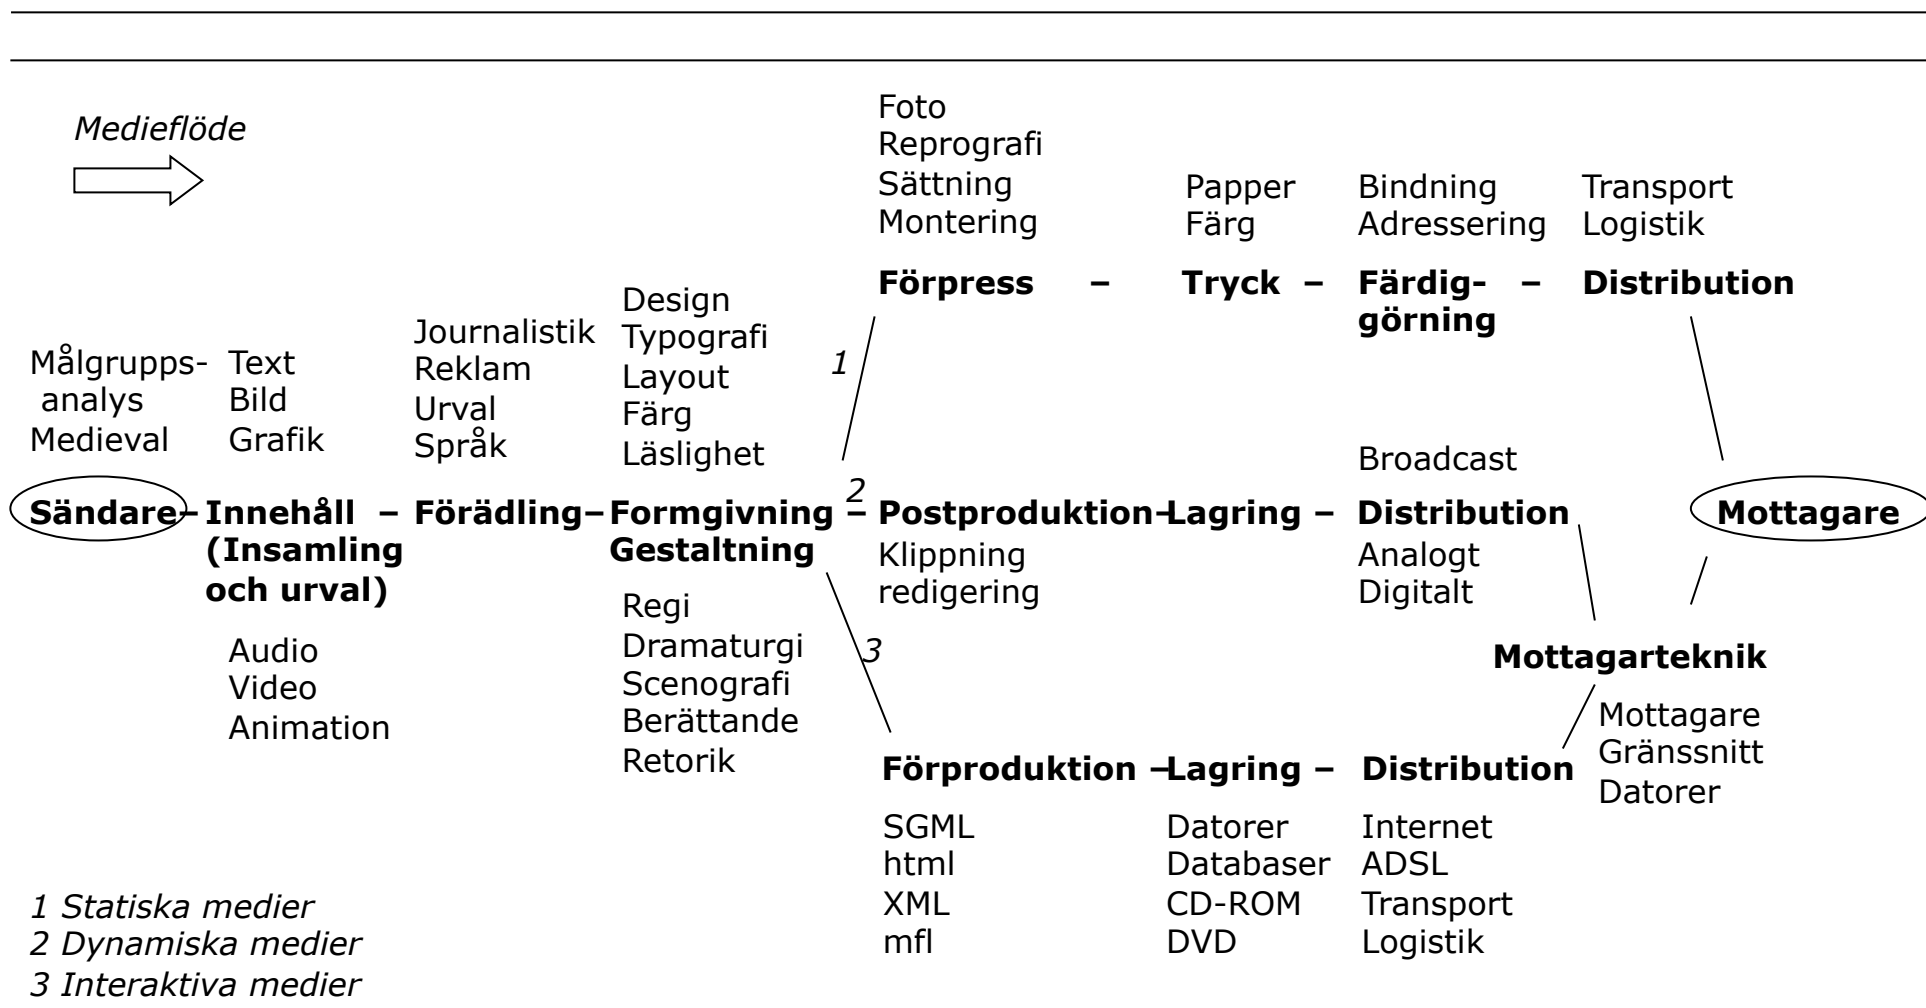 Medieflöde
Foto
Reprografi
Sättning
Montering
Papper
Färg
Bindning
Adressering
Transport
Logistik
Förpress – Tryck – Färdig- – Distribution
görning
Målgrupps-
analys
Medieval
Text
Bild
Grafik
Journalistik
Reklam
Urval
Språk
Design
Typografi
Layout
Färg
Läslighet
1
Broadcast
2
Sändare – Innehåll – Förädling – Formgivning – Postproduktion – Lagring – Distribution
(Insamling
och urval)
Gestaltning
Mottagare
Klippning
redigering
Analogt
Digitalt
Audio
Video
Animation
Regi
Dramaturgi
Scenografi
Berättande
Retorik
3
Mottagarteknik
Mottagare
Gränssnitt
Datorer
Förproduktion – Lagring – Distribution
SGML
html
XML
mfl
Datorer
Databaser
CD-ROM
DVD
Internet
ADSL
Transport
Logistik
1 Statiska medier
2 Dynamiska medier
3 Interaktiva medier